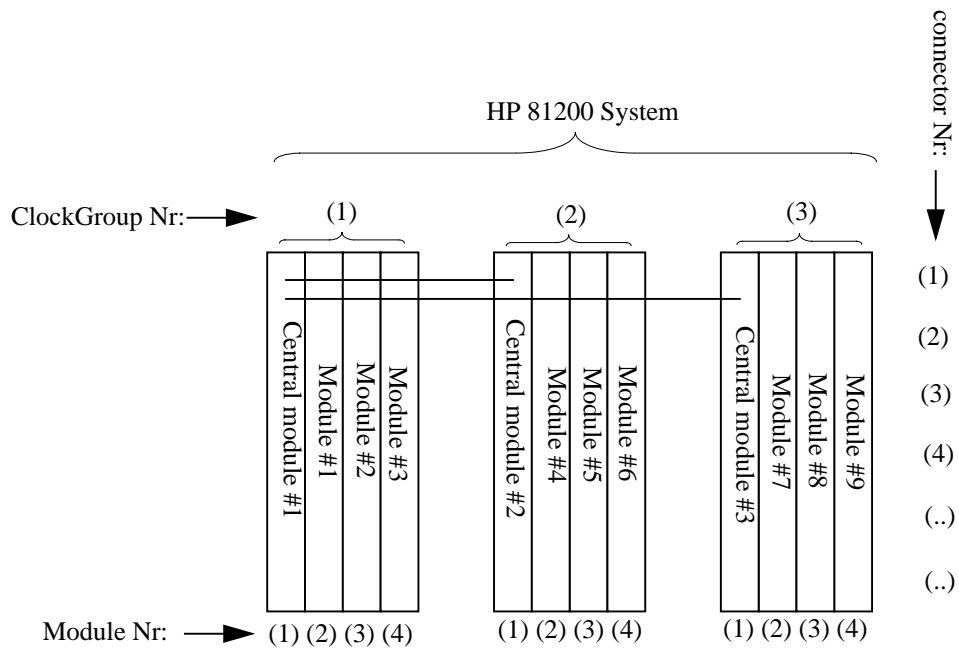 connector Nr:
HP 81200 System
ClockGroup Nr:
(1)
(2)
(3)
Central module #1
Module #1
Module #2
Module #3
Central module #2
Module #4
Module #5
Module #6
Central module #3
Module #7
Module #8
Module #9
(1)
(2)
(3)
(4)
(..)
(..)
Module Nr:
(1) (2) (3) (4)
(1) (2) (3) (4)
(1) (2) (3) (4)